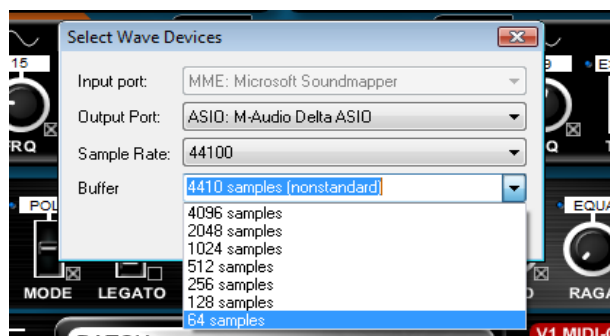 Select Wave Devices
15
Input port: MME: Microsoft Soundmapper
Output Port: ASIO: M-Audio Delta ASIO
RQ
Q
Sample Rate: 44100
Buffer 4410 samples (nonstandard)
4096 samples
2048 samples
1024 samples
512 samples
256 samples
128 samples
64 samples
POL
EQUA
MODE LEGATO
RAGA
V1 MIDI-